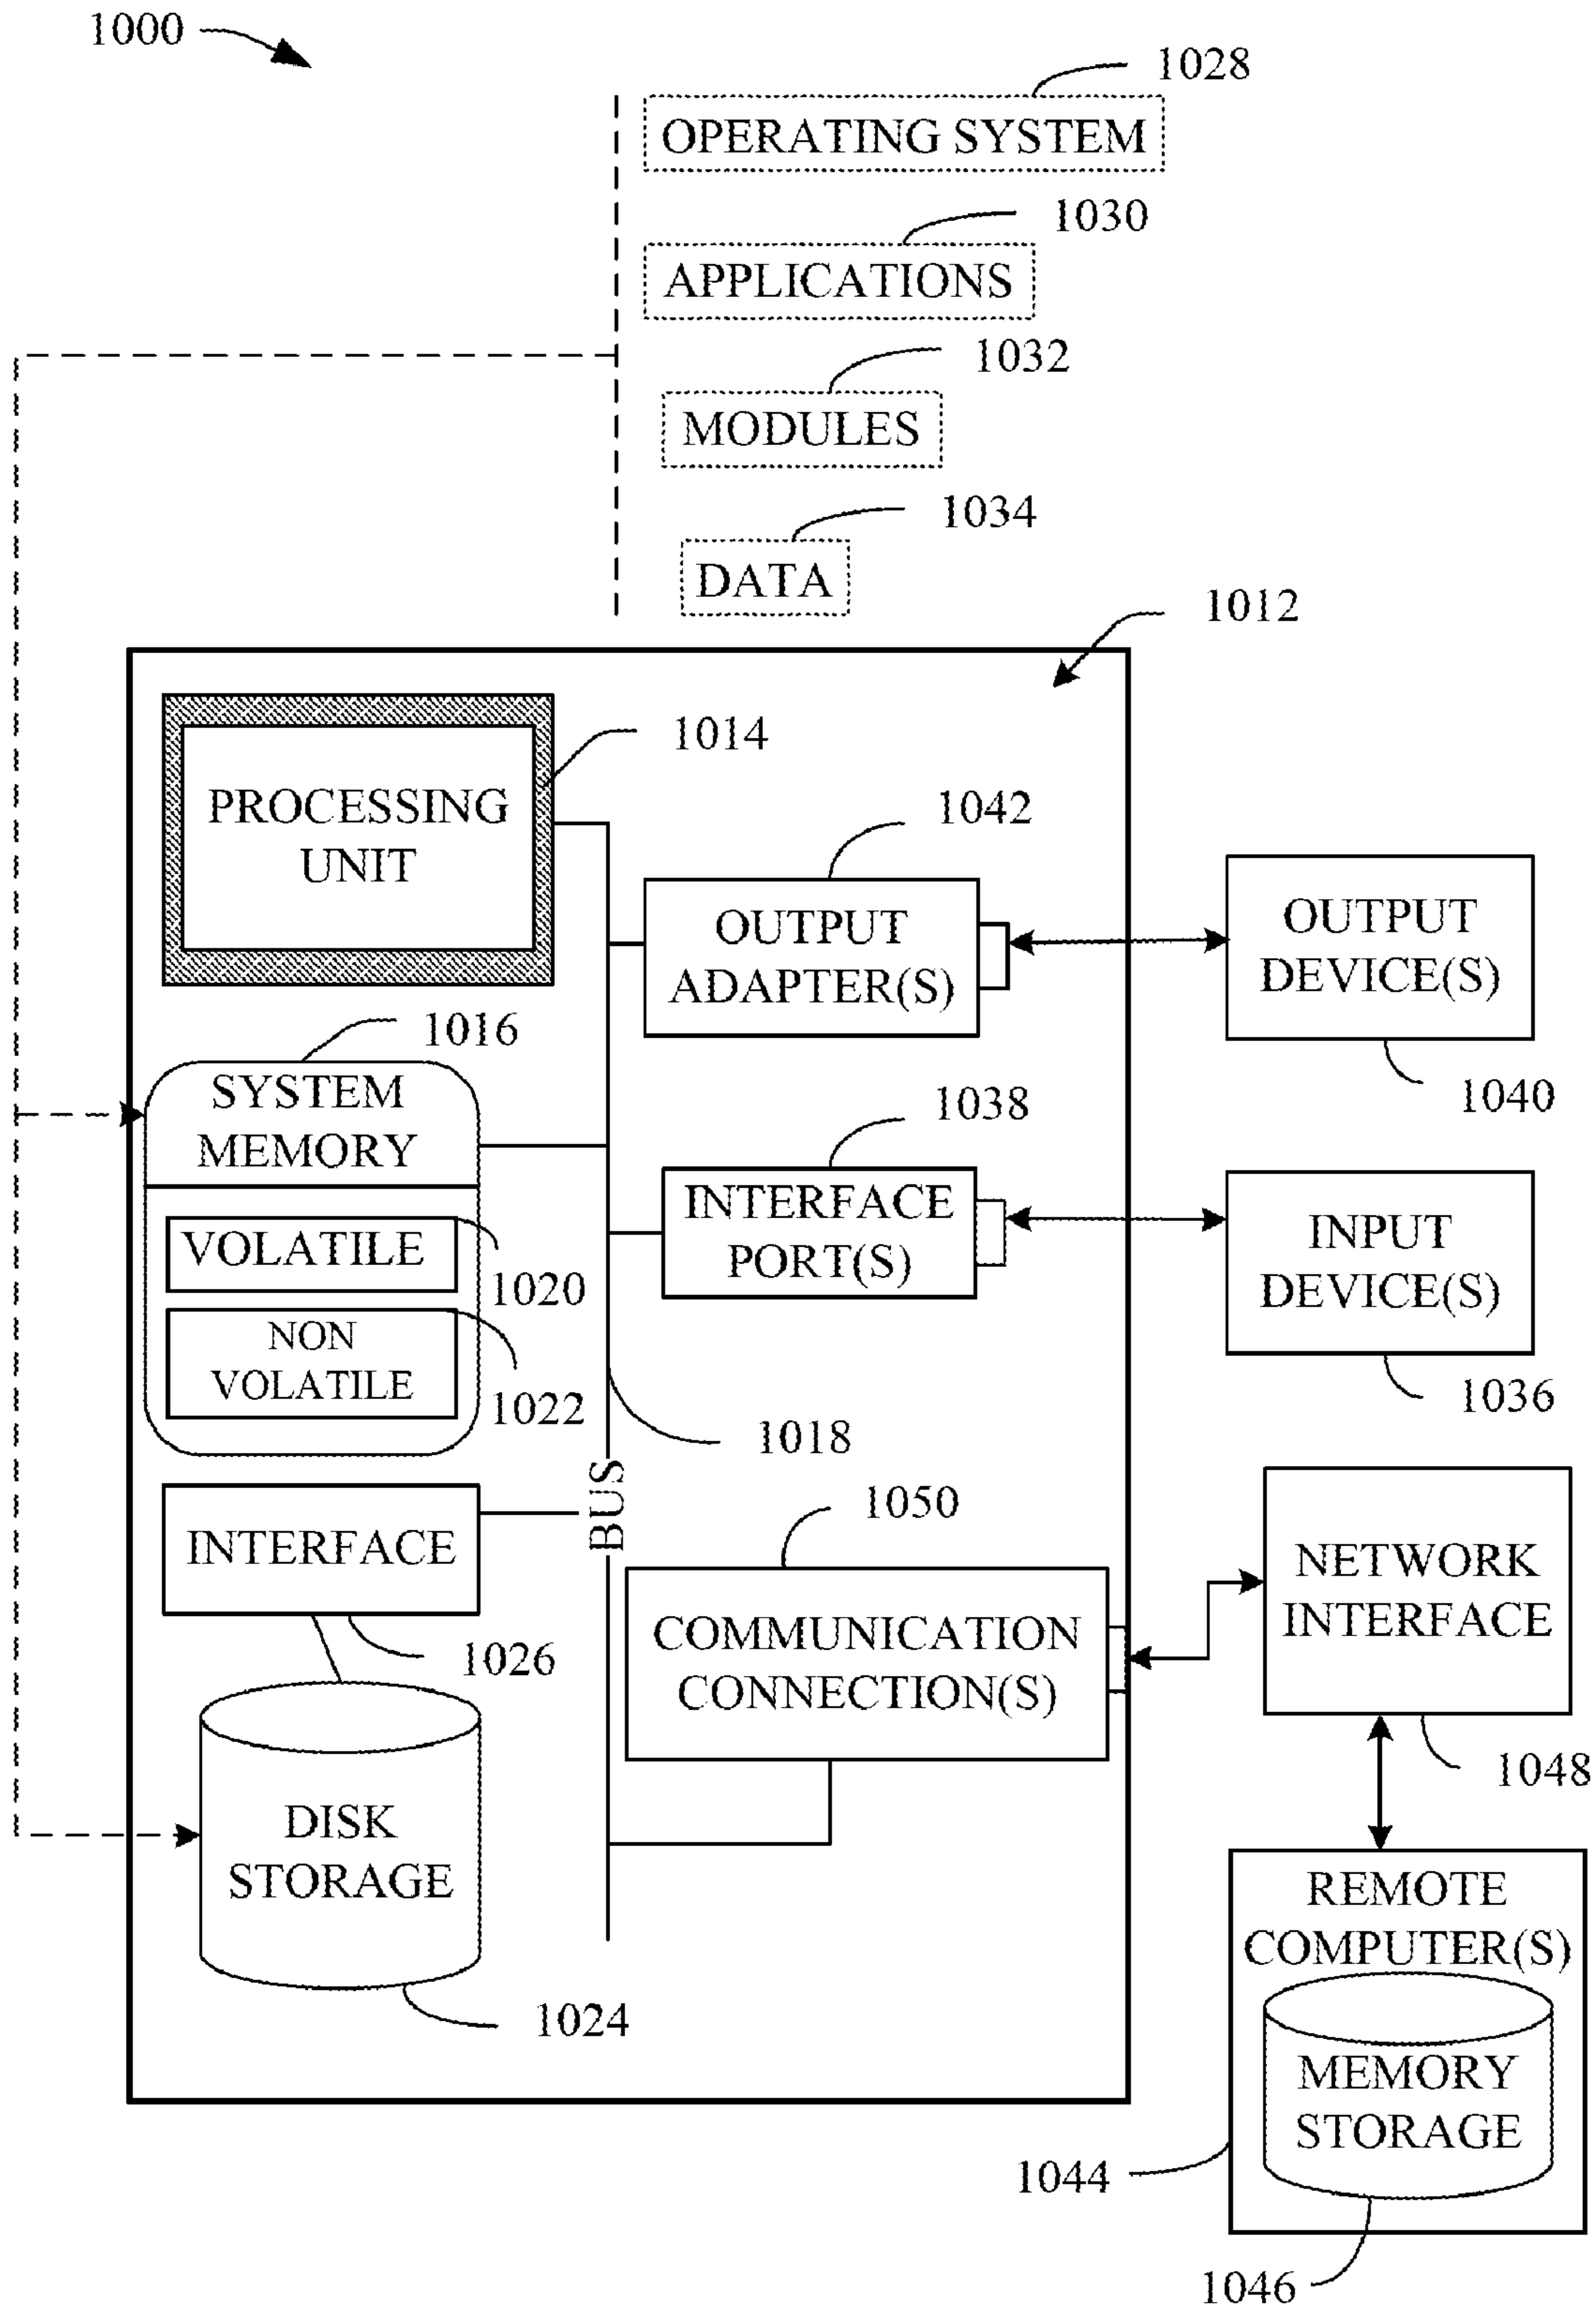 1000
1028
OPERATING SYSTEM
1030
APPLICATIONS
1032
MODULES
1034
DATA
1012
1014
PROCESSING
UNIT
1042
OUTPUT
ADAPTER(S)
OUTPUT
DEVICE(S)
1040
1016
SYSTEM
MEMORY
1038
INTERFACE
PORT(S)
INPUT
DEVICE(S)
1036
VOLATILE
1020
NON
VOLATILE
1022
1018
BUS
INTERFACE
1026
1050
COMMUNICATION
CONNECTION(S)
NETWORK
INTERFACE
1048
DISK
STORAGE
1024
REMOTE
COMPUTER(S)
MEMORY
STORAGE
1044
1046